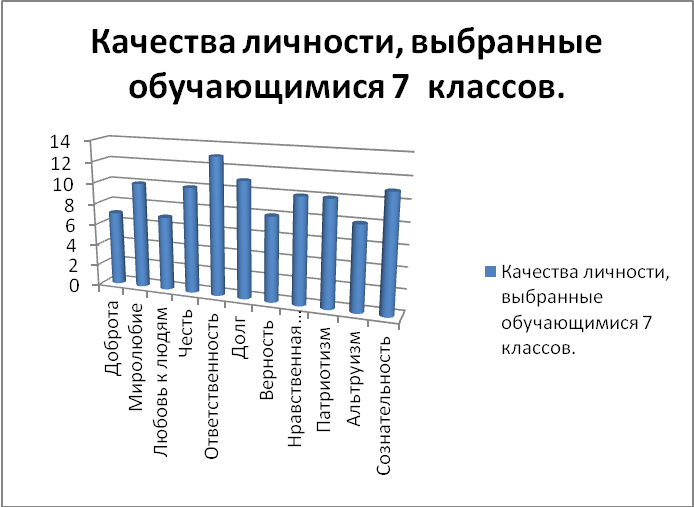 Качества личности, выбранные
обучающимися 7 классов.
14
12
10
8
6
4
2
0
Доброта
Миролюбие
Любовь к людям
Честь
Ответственность
Долг
Верность
Нравственная...
Патриотизм
Альтруизм
Сознательность
Качества личности,
выбранные
обучающимися 7
классов.